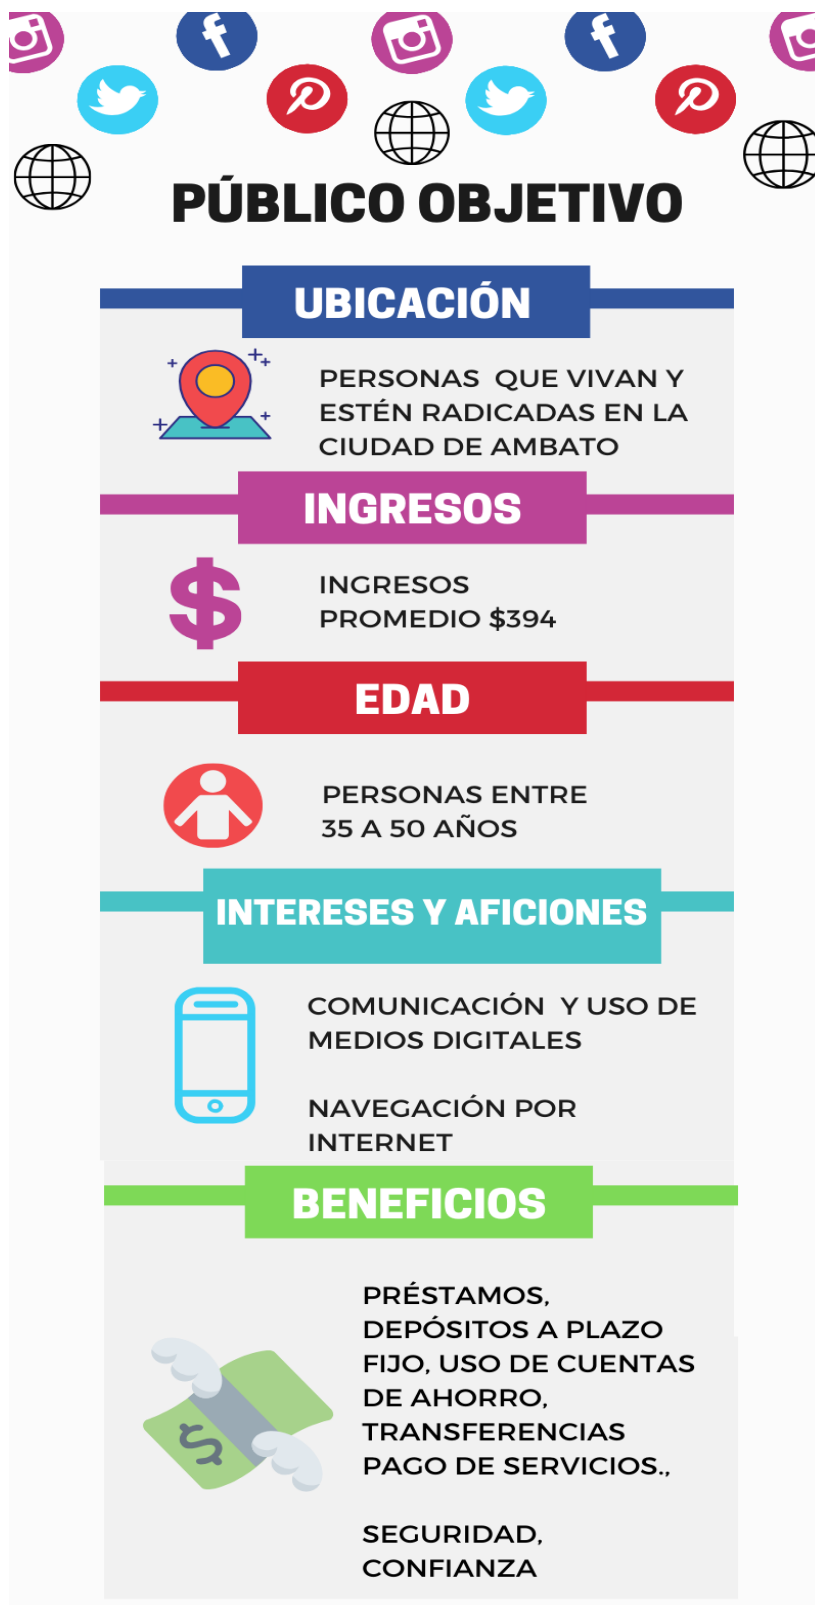 PÚBLICO OBJETIVO
UBICACIÓN
PERSONAS QUE VIVAN Y
ESTÉN RADICADAS EN LA
CIUDAD DE AMBATO
INGRESOS
$
INGRESOS
PROMEDIO $394
EDAD
PERSONAS ENTRE
35 A 50 AÑOS
INTERESES Y AFICIONES
COMUNICACIÓN Y USO DE
MEDIOS DIGITALES
NAVEGACIÓN POR
INTERNET
BENEFICIOS
PRÉSTAMOS,
DEPÓSITOS A PLAZO
FIJO, USO DE CUENTAS
DE AHORRO,
TRANSFERENCIAS
PAGO DE SERVICIOS.,
$
SEGURIDAD,
CONFIANZA